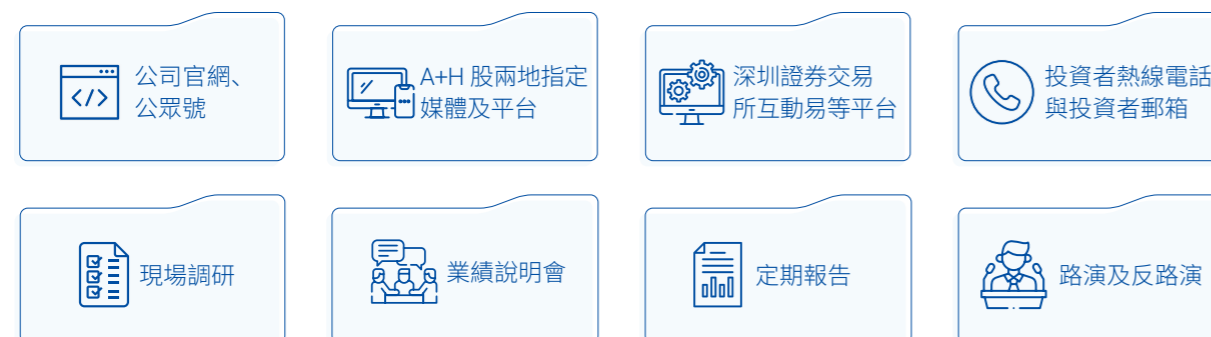 公司官網、
公眾號
A+H 股兩地指定
媒體及平台
深圳證券交易
所互動易等平台
投資者熱線電話
與投資者郵箱
現場調研
業績說明會
定期報告
路演及反路演